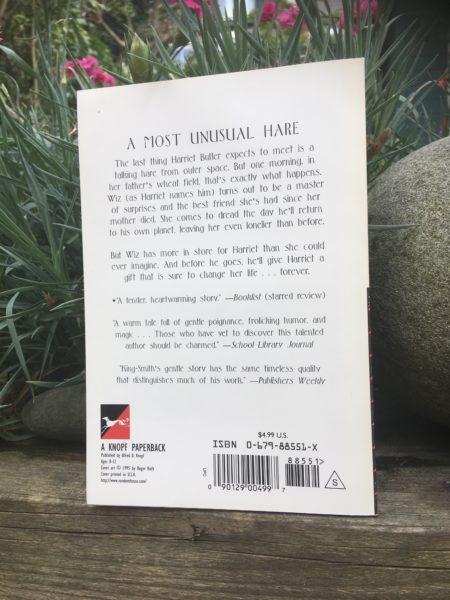 A MOST UNUSUAL HARE
The last thing Harriet Butler expects to meet is a
talking hare from outer space. But one morning, in
her father's wheat field, that's exactly what happens.
Wiz (as Harriet names him) turns out to be a master
of surprises and the best friend she's had since her
mother died. She comes to dread the day he'll return
to his own planet, leaving her even lonelier than before.
But Wiz has more in store for Harriet than she could
ever imagine. And before he goes, he'll give Harriet a
gift that is sure to change her life . . . forever.
★"A tender, heartwarming story." —Booklist (starred review)
"A warm tale full of gentle poignance, frolicking humor, and
magic . . . . Those who have yet to discover this talented
author should be charmed." —School Library Journal
"King-Smith's gentle story has the same timeless quality
that distinguishes much of his work." —Publishers Weekly
A KNOPF PAPERBACK
Published by Alfred A. Knopf
Ages 8-12
Cover art © 1995 by Roger Roth
Cover printed in U.S.A.
http://www.randomhouse.com/
$4.99 U.S.
ISBN 0-679-88551-X
88551>
0 90129 00499 7
S